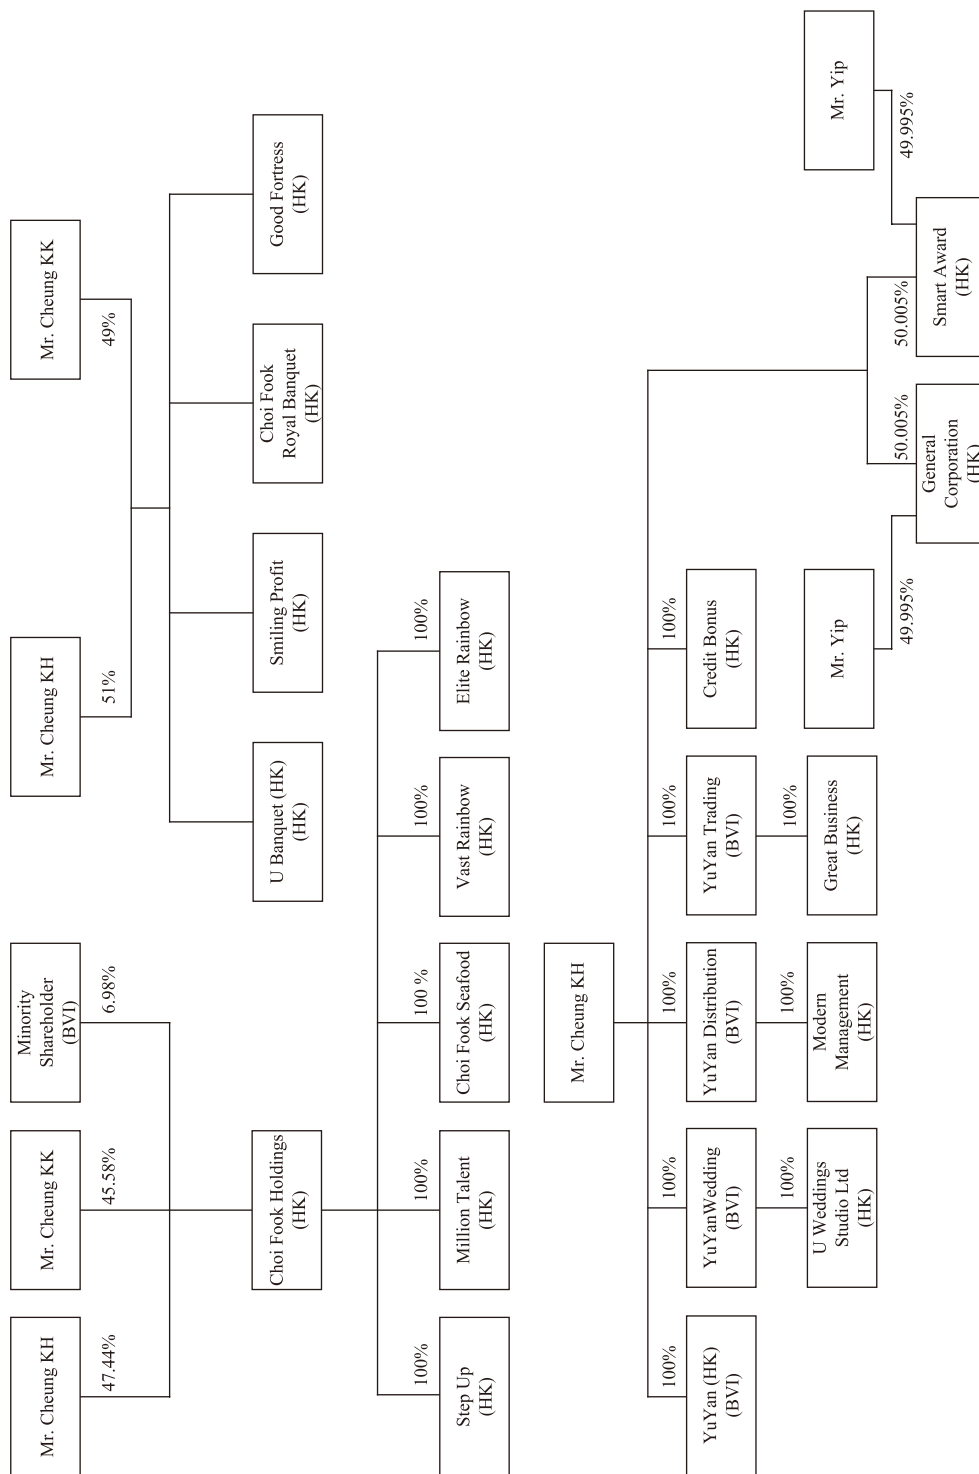 Mr. Cheung KH
Mr. Cheung KK
Minority
Shareholder
(BVI)
47.44%
45.58%
6.98%
Choi Fook Holdings
(HK)
100%
100%
100 %
100%
100%
Step Up
(HK)
Million Talent
(HK)
Choi Fook Seafood
(HK)
Vast Rainbow
(HK)
Elite Rainbow
(HK)
Mr. Cheung KH
Mr. Cheung KK
51%
49%
U Banquet (HK)
(HK)
Smiling Profit
(HK)
Choi Fook
Royal Banquet
(HK)
Good Fortress
(HK)
Mr. Cheung KH
100%
100%
100%
100%
100%
YuYan (HK)
(BVI)
YuYanWedding
(BVI)
YuYan Distribution
(BVI)
YuYan Trading
(BVI)
Credit Bonus
(HK)
100%
100%
100%
U Weddings
Studio Ltd
(HK)
Modern
Management
(HK)
Great Business
(HK)
Mr. Yip
Mr. Yip
49.995%
50.005%
50.005%
49.995%
General
Corporation
(HK)
Smart Award
(HK)